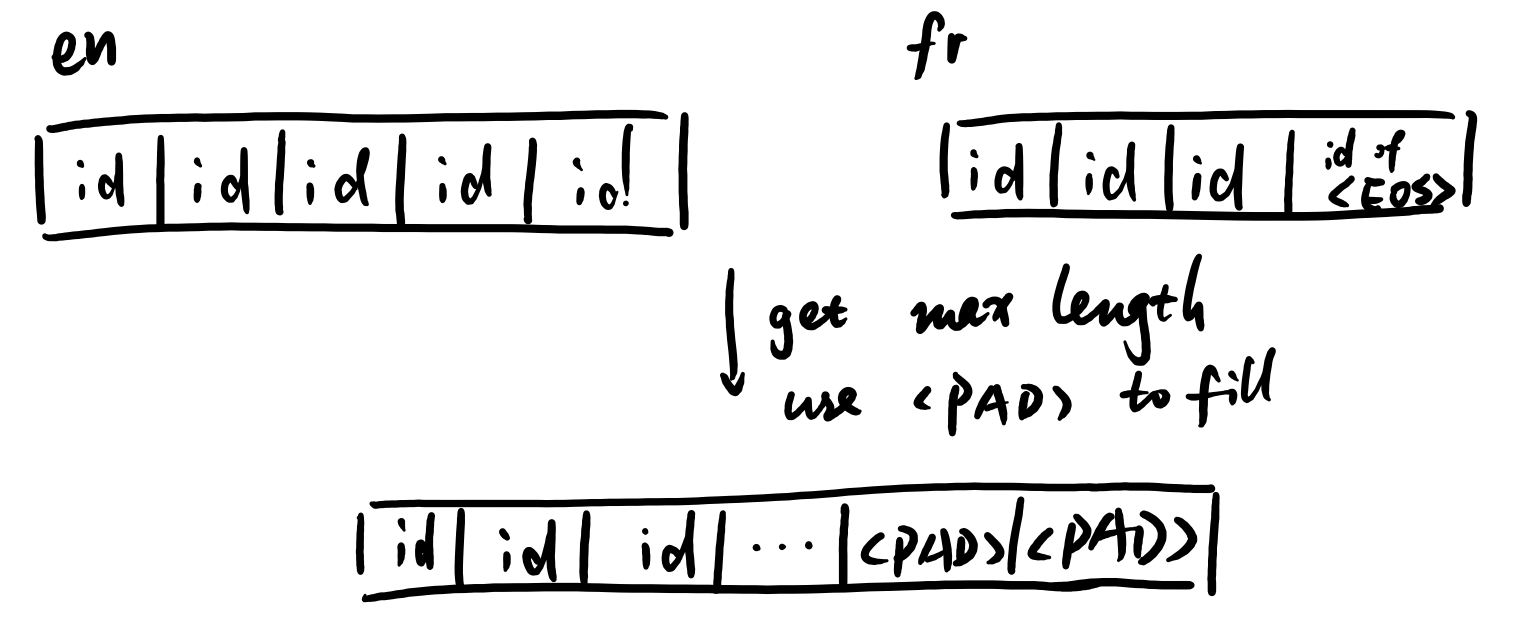 en
fr
id id id id id
id id id id of <EOS>
get max length
use <PAD> to fill
id id id ... <PAD> <PAD>